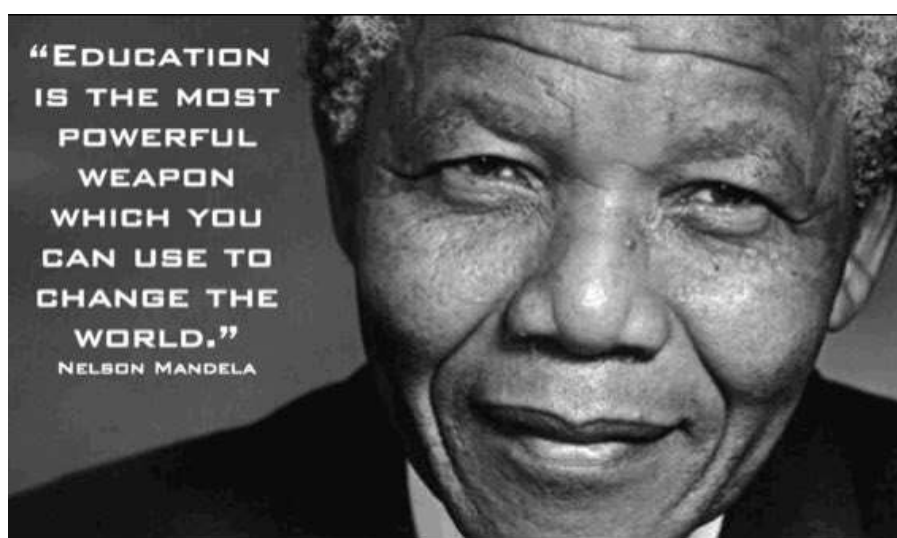 “EDUCATION
IS THE MOST
POWERFUL
WEAPON
WHICH YOU
CAN USE TO
CHANGE THE
WORLD.”
NELSON MANDELA